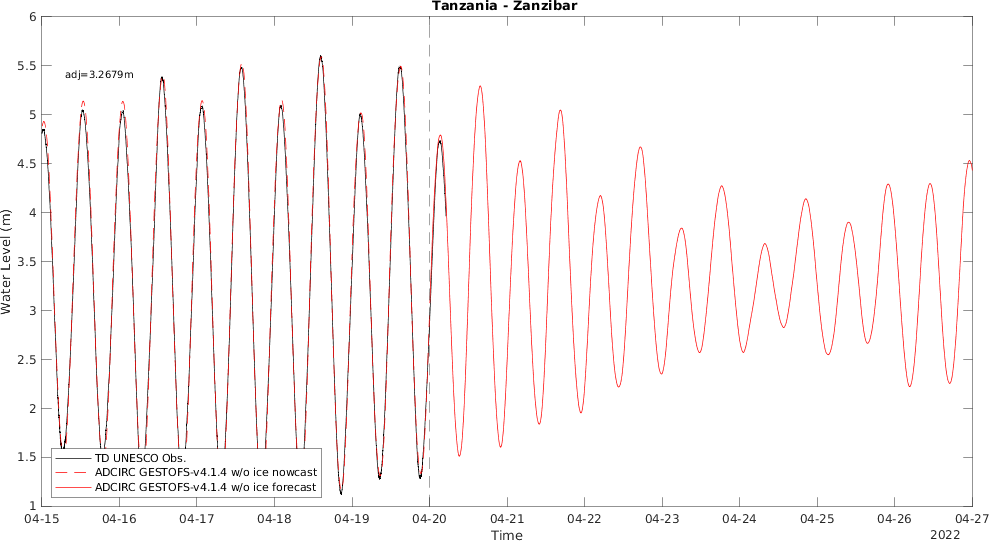 Tanzania - Zanzibar
adj=3.2679m
Water Level (m)
6
5.5
5
4.5
4
3.5
3
2.5
2
1.5
1
TD UNESCO Obs.
ADCIRC GESTOFS-v4.1.4 w/o ice nowcast
ADCIRC GESTOFS-v4.1.4 w/o ice forecast
04-15 04-16 04-17 04-18 04-19 04-20 04-21 04-22 04-23 04-24 04-25 04-26 04-27
Time
2022